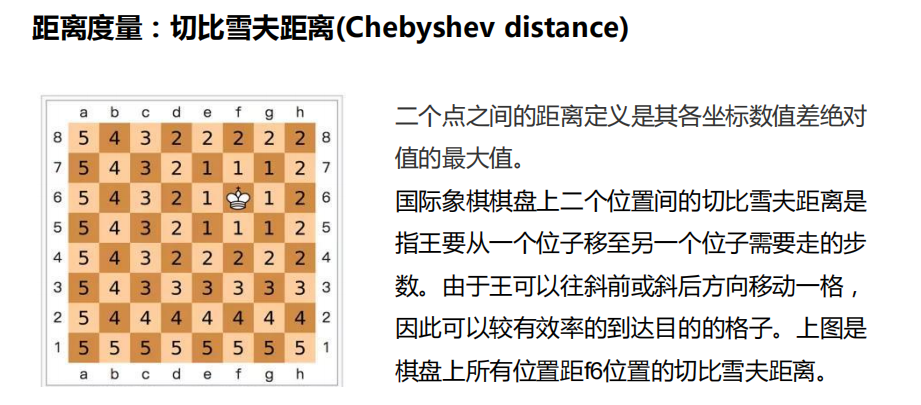 距离度量：切比雪夫距离(Chebyshev distance)
a b c d e f g h
8 5 4 3 2 2 2 2 2 8
7 5 4 3 2 1 1 1 2 7
6 5 4 3 2 1 1 2 6
5 5 4 3 2 1 1 1 2 5
4 5 4 3 2 2 2 2 2 4
3 5 4 3 3 3 3 3 3 3
2 5 4 4 4 4 4 4 4 2
1 5 5 5 5 5 5 5 5 1
a b c d e f g h
二个点之间的距离定义是其各坐标数值差绝对
值的最大值。
国际象棋棋盘上二个位置间的切比雪夫距离是
指王要从一个位子移至另一个位子需要走的步
数。由于王可以往斜前或斜后方向移动一格，
因此可以较有效率的到达目的的格子。上图是
棋盘上所有位置距f6位置的切比雪夫距离。